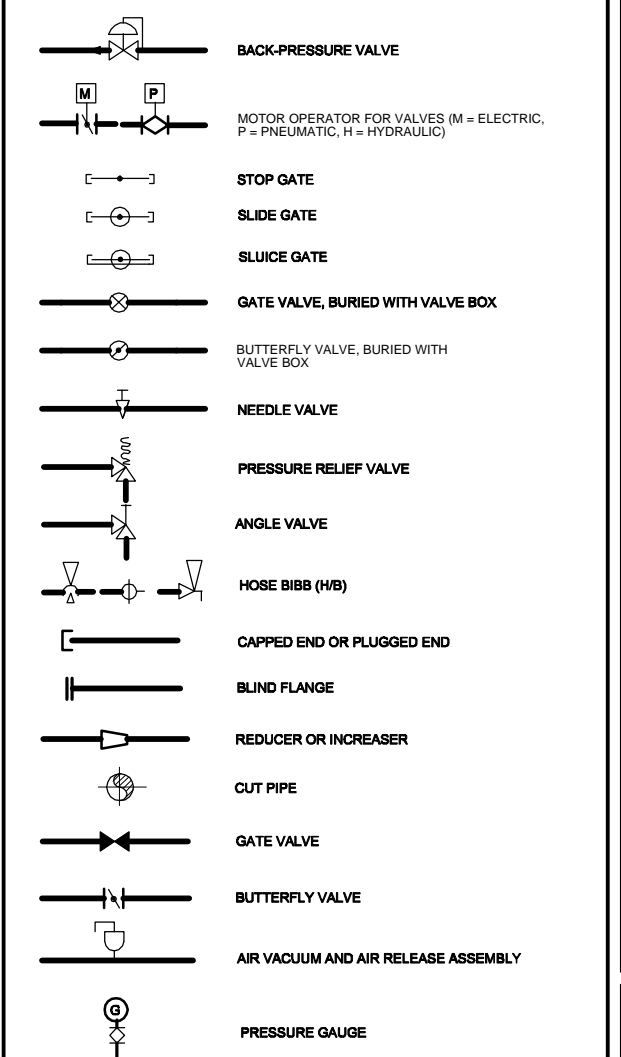 BACK-PRESSURE VALVE
M P
MOTOR OPERATOR FOR VALVES (M = ELECTRIC,
P = PNEUMATIC, H = HYDRAULIC)
STOP GATE
SLIDE GATE
SLUICE GATE
GATE VALVE, BURIED WITH VALVE BOX
BUTTERFLY VALVE, BURIED WITH
VALVE BOX
NEEDLE VALVE
PRESSURE RELIEF VALVE
ANGLE VALVE
HOSE BIBB (H/B)
CAPPED END OR PLUGGED END
BLIND FLANGE
REDUCER OR INCREASER
CUT PIPE
GATE VALVE
BUTTERFLY VALVE
AIR VACUUM AND AIR RELEASE ASSEMBLY
G
PRESSURE GAUGE